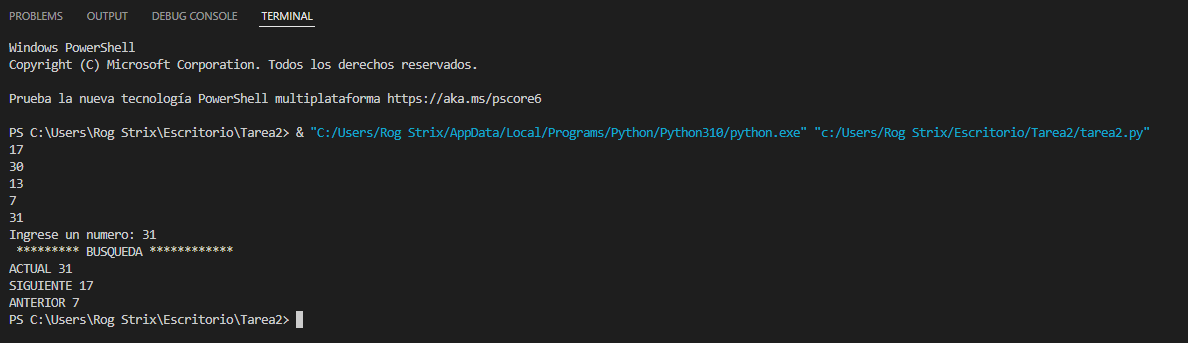 PROBLEMS OUTPUT DEBUG CONSOLE TERMINAL
Windows PowerShell
Copyright (C) Microsoft Corporation. Todos los derechos reservados.
Prueba la nueva tecnología PowerShell multiplataforma https://aka.ms/pscore6
PS C:\Users\Rog Strix\Escritorio\Tarea2> & "C:/Users/Rog Strix/AppData/Local/Programs/Python/Python310/python.exe" "c:/Users/Rog Strix/Escritorio/Tarea2/tarea2.py"
17
30
13
7
31
Ingrese un numero: 31
********* BUSQUEDA ************
ACTUAL 31
SIGUIENTE 17
ANTERIOR 7
PS C:\Users\Rog Strix\Escritorio\Tarea2>